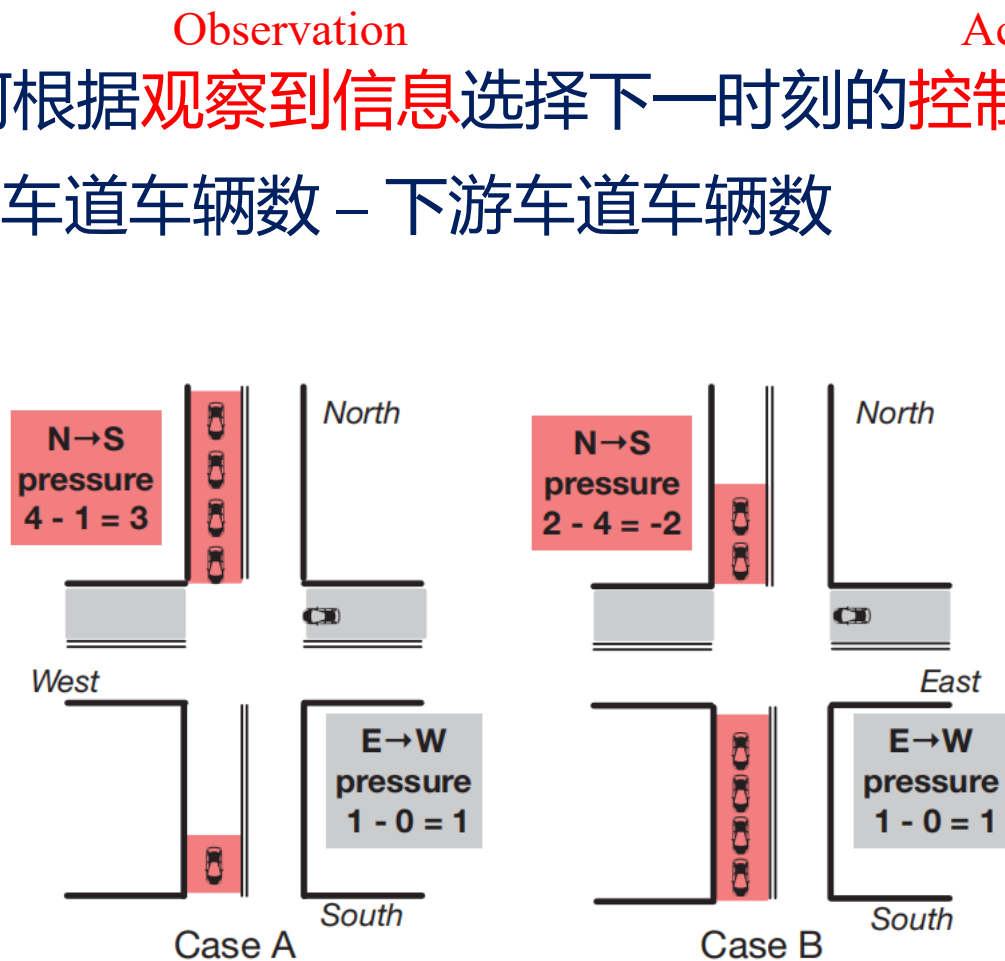 Observation
根据观察到信息选择下一时刻的控制
车道车辆数 – 下游车道车辆数
North
N→S
pressure
4 - 1 = 3
West
E→W
pressure
1 - 0 = 1
South
Case A
North
N→S
pressure
2 - 4 = -2
East
E→W
pressure
1 - 0 = 1
South
Case B